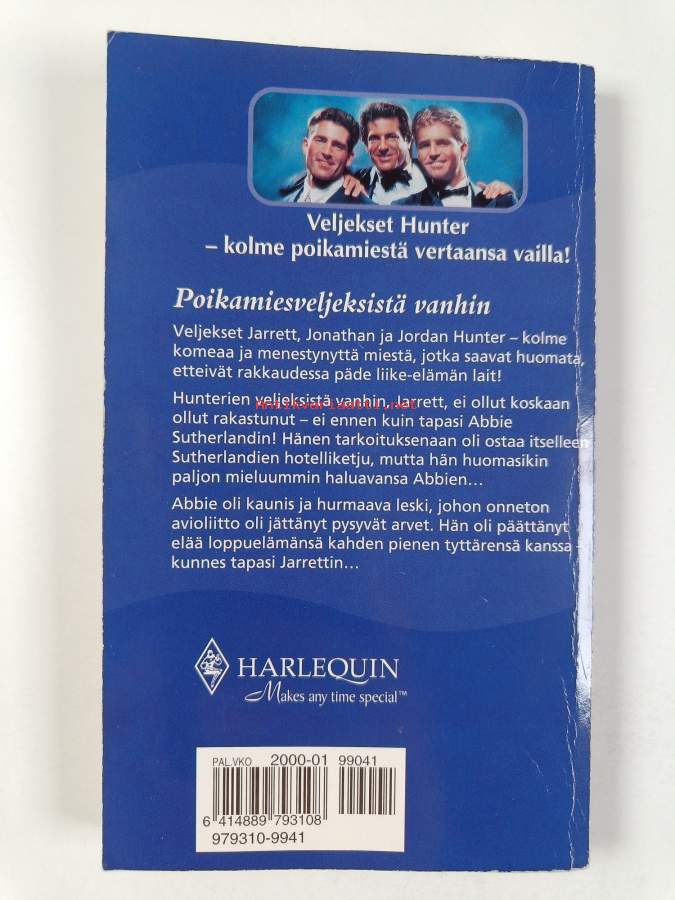 Veljekset Hunter
– kolme poikamiestä vertaansa vailla!
Poikamiesveljeksistä vanhin
Veljekset Jarrett, Jonathan ja Jordan Hunter – kolme
komeaa ja menestynyttä miestä, jotka saavat huomata,
etteivät rakkaudessa päde liike-elämän lait!
Hunterien veljeksistä vanhin, Jarrett, ei ollut koskaan
antikvariaatti.net
ollut rakastunut – ei ennen kuin tapasi Abbie
Sutherlandin! Hänen tarkoituksenaan oli ostaa itselleen
Sutherlandien hotelliketju, mutta hän huomasikin
paljon mieluummin haluavansa Abbien...
Abbie oli kaunis ja hurmaava leski, johon onneton
avioliitto oli jättänyt pysyvät arvet. Hän oli päättänyt
elää loppuelämänsä kahden pienen tyttärensä kanssa –
kunnes tapasi Jarrettin...
HARLEQUIN
Makes any time special™
PAL.VKO 2000-01 99041
6 414889 793108
979310-9941